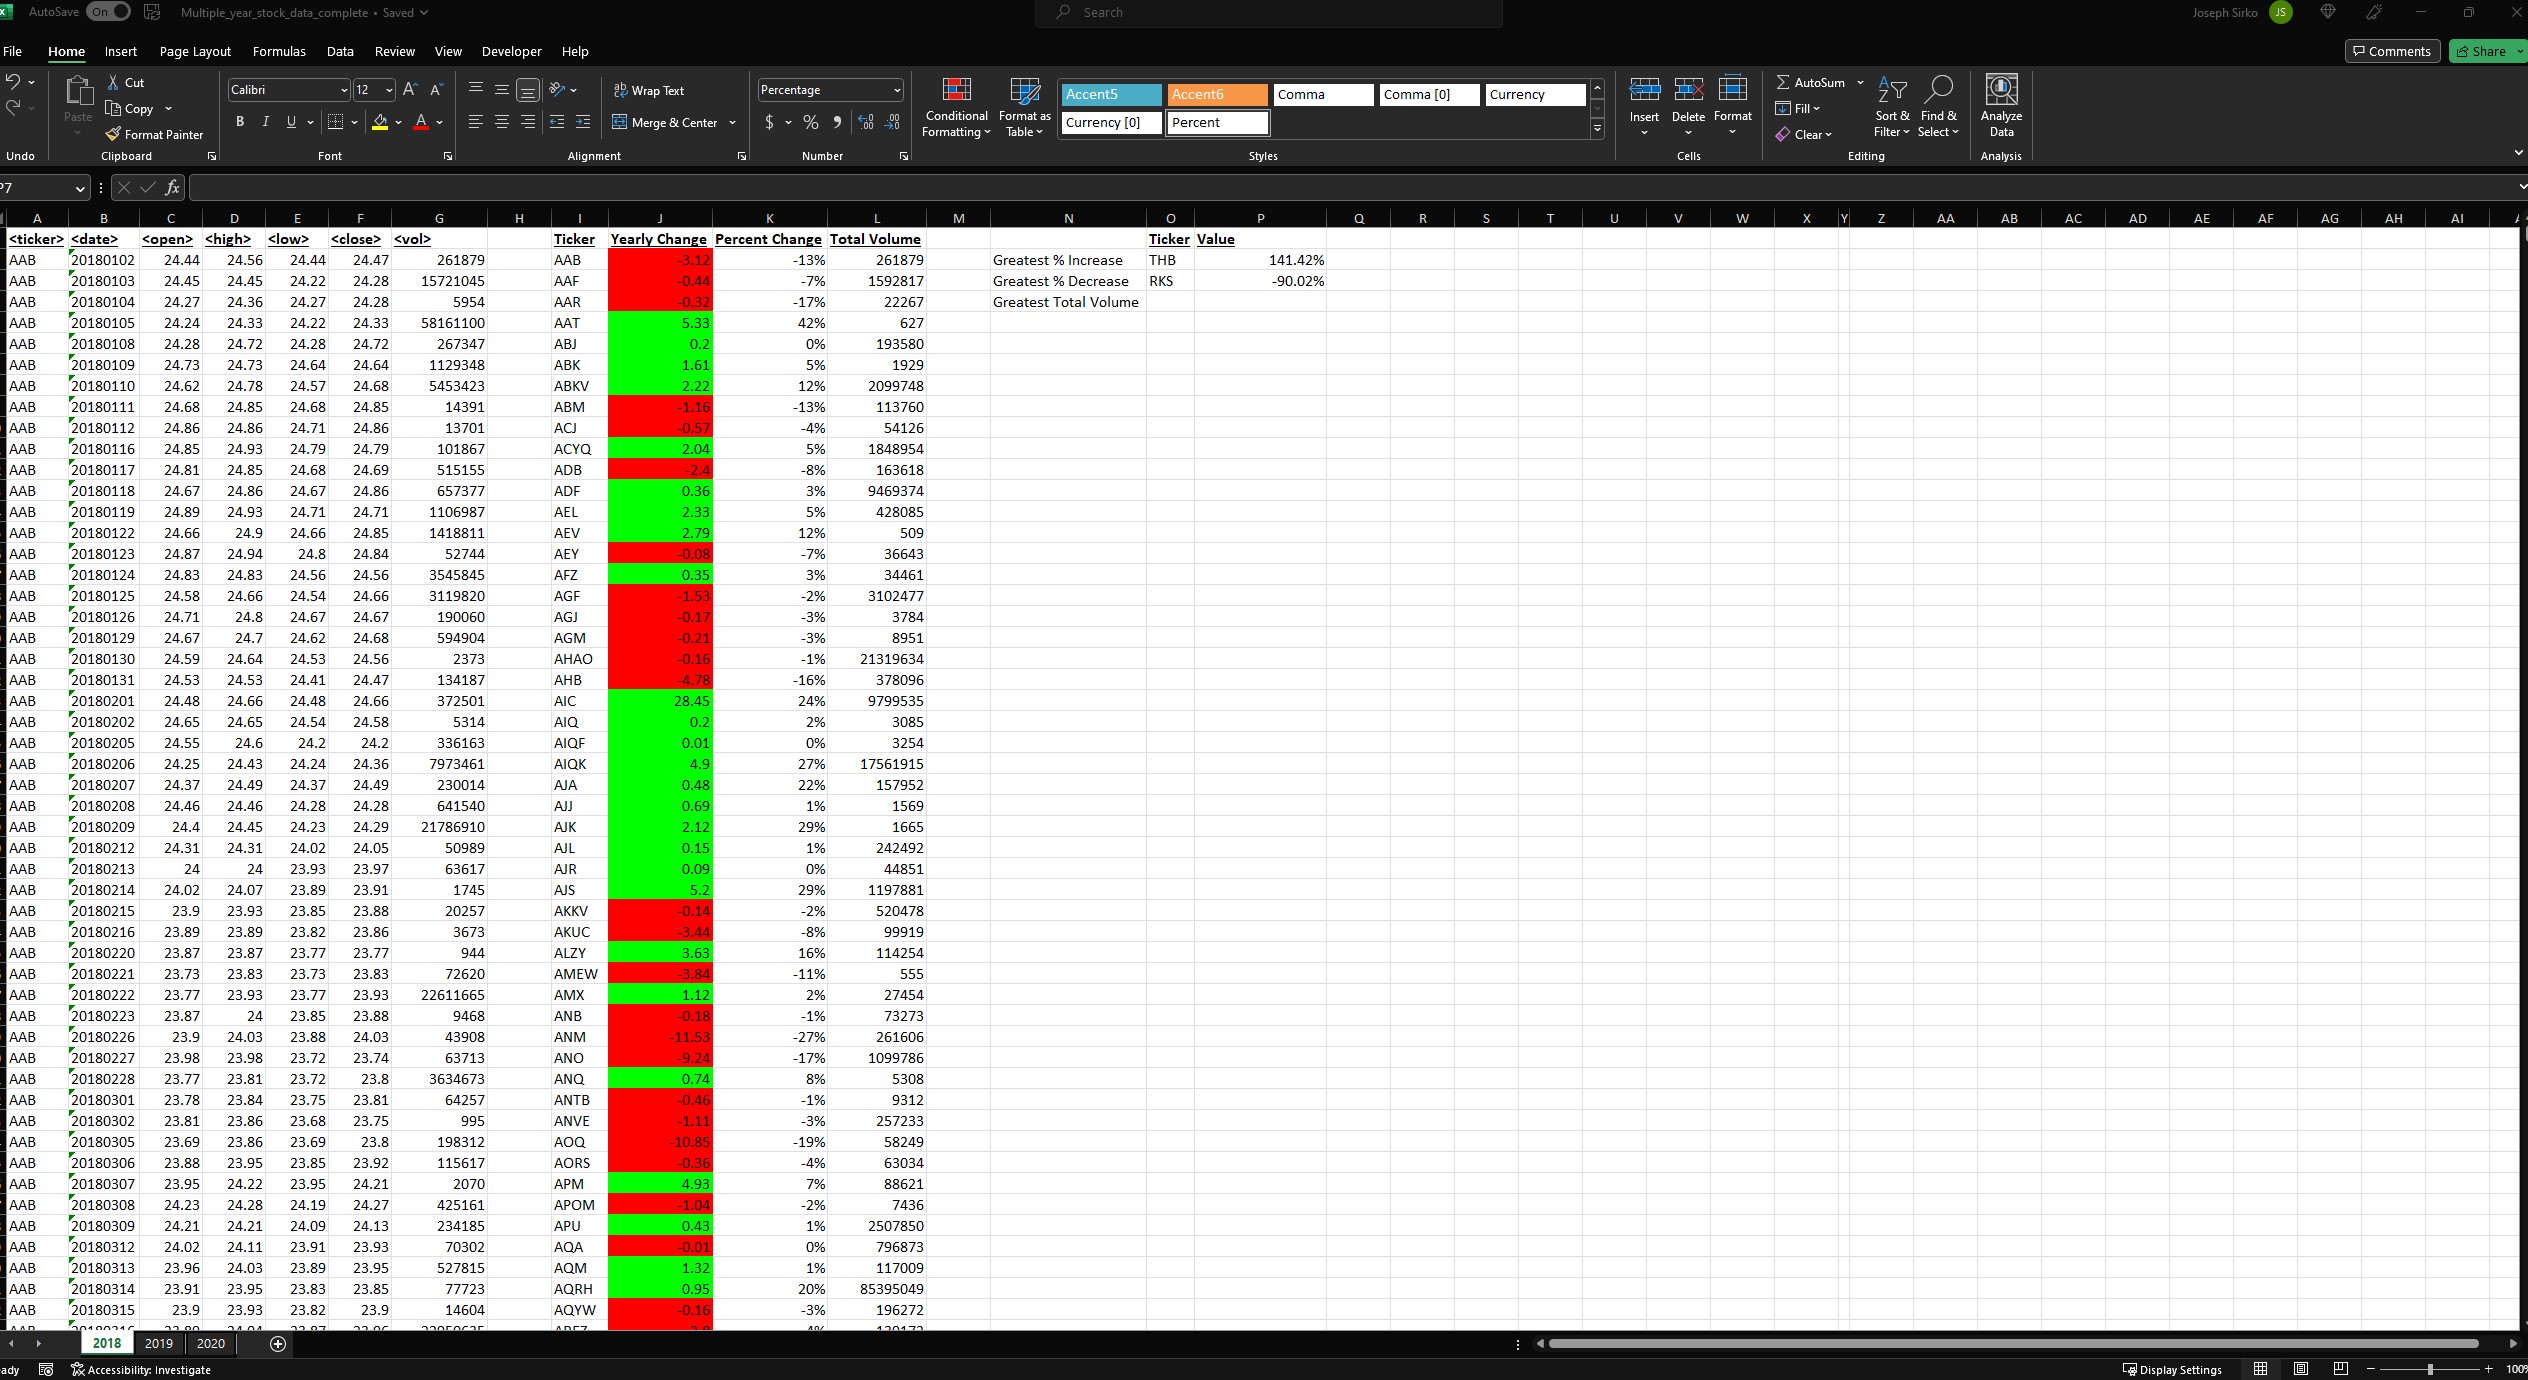 AutoSave On Multiple_year_stock_data_complete • Saved Search Joseph Sirko JS
File Home Insert Page Layout Formulas Data Review View Developer Help Comments Share
Cut Calibri 12 Wrap Text Percentage Accent5 Accent6 Comma Comma [0] Currency AutoSum
Paste Copy Conditional Formatting Format as Table Insert Delete Format Fill Sort & Filter Find & Select Analyze Data
Format Painter B I U Merge & Center $ % Currency [0] Percent Clear
Undo Clipboard Font Alignment Number Styles Cells Editing Analysis
P7 fx
A B C D E F G H I J K L M N O P Q R S T U V W X Y Z AA AB AC AD AE AF AG AH AI
<ticker> <date> <open> <high> <low> <close> <vol> Ticker Yearly Change Percent Change Total Volume Ticker Value
AAB 20180102 24.44 24.56 24.44 24.47 261879 AAB -3.12 -13% 261879 Greatest % Increase THB 141.42%
AAB 20180103 24.45 24.45 24.22 24.28 15721045 AAF -0.44 -7% 1592817 Greatest % Decrease RKS -90.02%
AAB 20180104 24.27 24.36 24.27 24.28 5954 AAR -0.32 -17% 22267 Greatest Total Volume
AAB 20180105 24.24 24.33 24.22 24.33 58161100 AAT 5.33 42% 627
AAB 20180108 24.28 24.72 24.28 24.72 267347 ABJ 0.2 0% 193580
AAB 20180109 24.73 24.73 24.64 24.64 1129348 ABK 1.61 5% 1929
AAB 20180110 24.62 24.78 24.57 24.68 5453423 ABKV 2.22 12% 2099748
AAB 20180111 24.68 24.85 24.68 24.85 14391 ABM -1.16 -13% 113760
AAB 20180112 24.86 24.86 24.71 24.86 13701 ACJ -0.57 -4% 54126
AAB 20180116 24.85 24.93 24.79 24.79 101867 ACYQ 2.04 5% 1848954
AAB 20180117 24.81 24.85 24.68 24.69 515155 ADB -2.4 -8% 163618
AAB 20180118 24.67 24.86 24.67 24.86 657377 ADF 0.36 3% 9469374
AAB 20180119 24.89 24.93 24.71 24.71 1106987 AEL 2.33 5% 428085
AAB 20180122 24.66 24.9 24.66 24.85 1418811 AEV 2.79 12% 509
AAB 20180123 24.87 24.94 24.8 24.84 52744 AEY -0.08 -7% 36643
AAB 20180124 24.83 24.83 24.56 24.56 3545845 AFZ 0.35 3% 34461
AAB 20180125 24.58 24.66 24.54 24.66 3119820 AGF -1.53 -2% 3102477
AAB 20180126 24.71 24.8 24.67 24.67 190060 AGJ -0.17 -3% 3784
AAB 20180129 24.67 24.7 24.62 24.68 594904 AGM -0.21 -3% 8951
AAB 20180130 24.59 24.64 24.53 24.56 2373 AHAO -0.16 -1% 21319634
AAB 20180131 24.53 24.53 24.41 24.47 134187 AHB -4.78 -16% 378096
AAB 20180201 24.48 24.66 24.48 24.66 372501 AIC 28.45 24% 9799535
AAB 20180202 24.65 24.65 24.54 24.58 5314 AIQ 0.2 2% 3085
AAB 20180205 24.55 24.6 24.2 24.2 336163 AIQF 0.01 0% 3254
AAB 20180206 24.25 24.43 24.24 24.36 7973461 AIQK 4.9 27% 17561915
AAB 20180207 24.37 24.49 24.37 24.49 230014 AJA 0.48 22% 157952
AAB 20180208 24.46 24.46 24.28 24.28 641540 AJJ 0.69 1% 1569
AAB 20180209 24.4 24.45 24.23 24.29 21786910 AJK 2.12 29% 1665
AAB 20180212 24.31 24.31 24.02 24.05 50989 AJL 0.15 1% 242492
AAB 20180213 24 24 23.93 23.97 63617 AJR 0.09 0% 44851
AAB 20180214 24.02 24.07 23.89 23.91 1745 AJS 5.2 29% 1197881
AAB 20180215 23.9 23.93 23.85 23.88 20257 AKKV -0.14 -2% 520478
AAB 20180216 23.89 23.89 23.82 23.86 3673 AKUC -3.44 -8% 99919
AAB 20180220 23.87 23.87 23.77 23.77 944 ALZY 3.63 16% 114254
AAB 20180221 23.73 23.83 23.73 23.83 72620 AMEW -3.84 -11% 555
AAB 20180222 23.77 23.93 23.77 23.93 22611665 AMX 1.12 2% 27454
AAB 20180223 23.87 24 23.85 23.88 9468 ANB -0.18 -1% 73273
AAB 20180226 23.9 24.03 23.88 24.03 43908 ANM -11.53 -27% 261606
AAB 20180227 23.98 23.98 23.72 23.74 63713 ANO -9.24 -17% 1099786
AAB 20180228 23.77 23.81 23.72 23.8 3634673 ANQ 0.74 8% 5308
AAB 20180301 23.78 23.84 23.75 23.81 64257 ANTB -0.46 -1% 9312
AAB 20180302 23.81 23.86 23.68 23.75 995 ANVE -1.11 -3% 257233
AAB 20180305 23.69 23.86 23.69 23.8 198312 AOQ -10.85 -19% 58249
AAB 20180306 23.88 23.95 23.85 23.92 115617 AORS -0.36 -4% 63034
AAB 20180307 23.95 24.22 23.95 24.21 2070 APM 4.93 7% 88621
AAB 20180308 24.23 24.28 24.19 24.27 425161 APOM -1.04 -2% 7436
AAB 20180309 24.21 24.21 24.09 24.13 234185 APU 0.43 1% 2507850
AAB 20180312 24.02 24.11 23.91 23.93 70302 AQA -0.01 0% 796873
AAB 20180313 23.96 24.03 23.89 23.95 527815 AQM 1.32 1% 117009
AAB 20180314 23.91 23.95 23.83 23.85 77723 AQRH 0.95 20% 85395049
AAB 20180315 23.9 23.93 23.82 23.9 14604 AQYW -0.16 -3% 196272
2018 2019 2020
Accessibility: Investigate Display Settings 100%